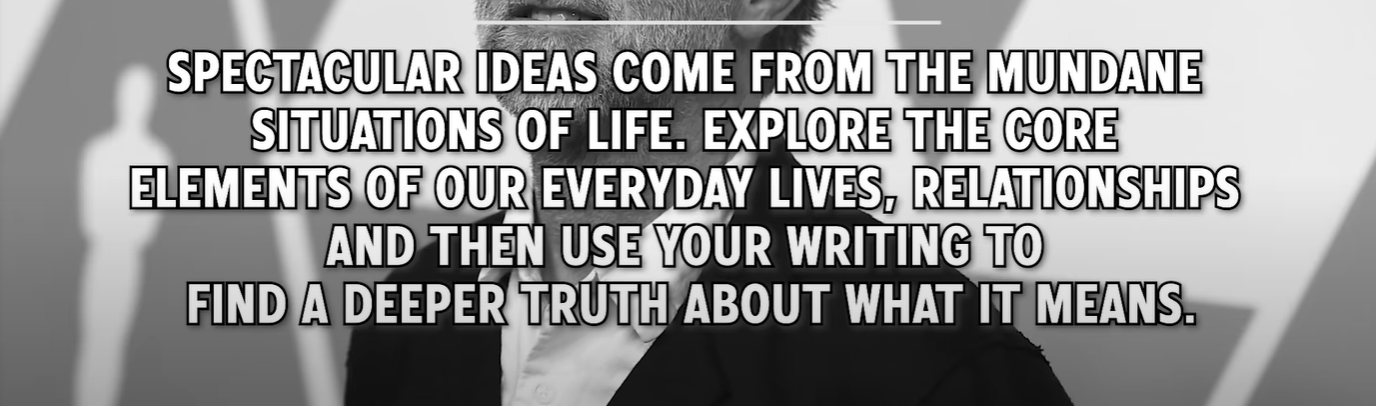 SPECTACULAR IDEAS COME FROM THE MUNDANE
SITUATIONS OF LIFE. EXPLORE THE CORE
ELEMENTS OF OUR EVERYDAY LIVES, RELATIONSHIPS
AND THEN USE YOUR WRITING TO
FIND A DEEPER TRUTH ABOUT WHAT IT MEANS.